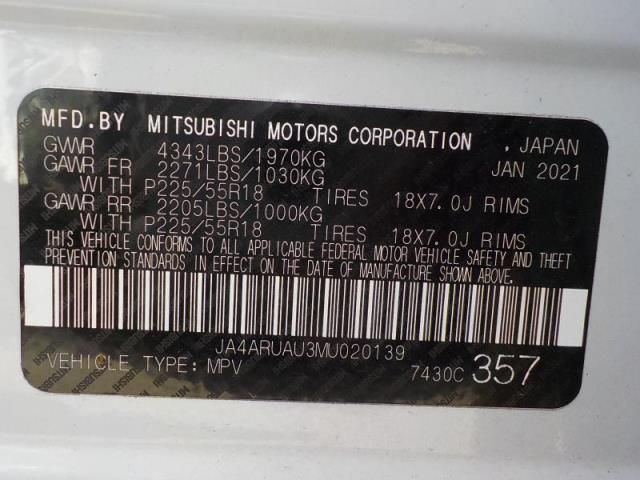 MFD.BY MITSUBISHI MOTORS CORPORATION , JAPAN
GVWR 4343LBS/1970KG JAN 2021
GAWR FR 2271LBS/1030KG
WITH P225/55R18 TIRES 18X7.0J RIMS
GAWR RR 2205LBS/1000KG
WITH P225/55R18 TIRES 18X7.0J RIMS
THIS VEHICLE CONFORMS TO ALL APPLICABLE FEDERAL MOTOR VEHICLE SAFETY AND THEFT
PREVENTION STANDARDS IN EFFECT ON THE DATE OF MANUFACTURE SHOWN ABOVE.
JA4ARUAU3MU020139
VEHICLE TYPE: MPV 7430C 357